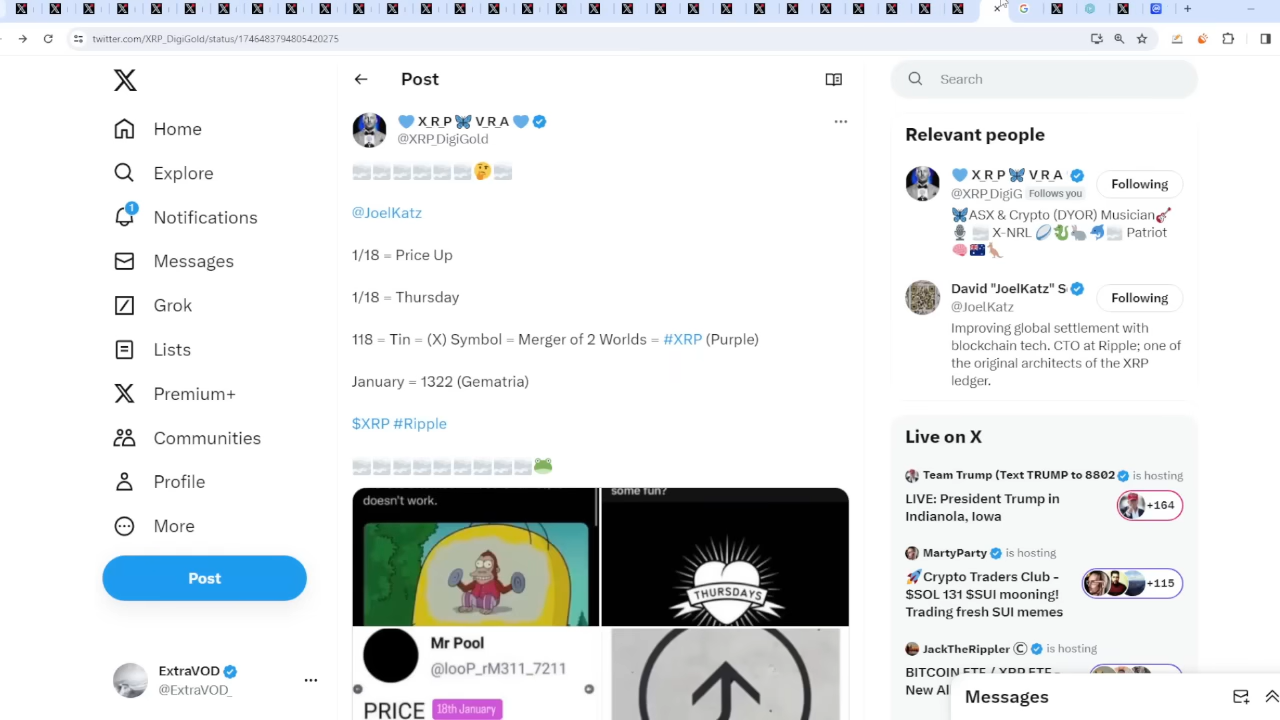 twitter.com/XRP_DigiGold/status/1746483794805420275
Home
Explore
1
Notifications
Messages
Grok
Lists
Premium+
Communities
Profile
More
Post
ExtraVOD
@ExtraVOD_
Post
X_R_P V_R_A
@XRP_DigiGold
@JoelKatz
1/18 = Price Up
1/18 = Thursday
118 = Tin = (X) Symbol = Merger of 2 Worlds = #XRP (Purple)
January = 1322 (Gematria)
$XRP #Ripple
doesn't work.
some fun?
THURSDAYS
Mr Pool
@looP_rM311_7211
PRICE 18th January
Search
Relevant people
X_R_P V_R_A
@XRP_DigiG Follows you
Following
ASX & Crypto (DYOR) Musician
X-NRL Patriot
David "JoelKatz" S
@JoelKatz
Following
Improving global settlement with
blockchain tech. CTO at Ripple; one of
the original architects of the XRP
ledger.
Live on X
Team Trump (Text TRUMP to 8802 is hosting
LIVE: President Trump in
Indianola, Iowa
+164
MartyParty is hosting
Crypto Traders Club -
$SOL 131 $SUI mooning!
Trading fresh SUI memes
+115
JackTheRippler © is hosting
BITCOIN ETF / XRP ETF -
New Al
Messages